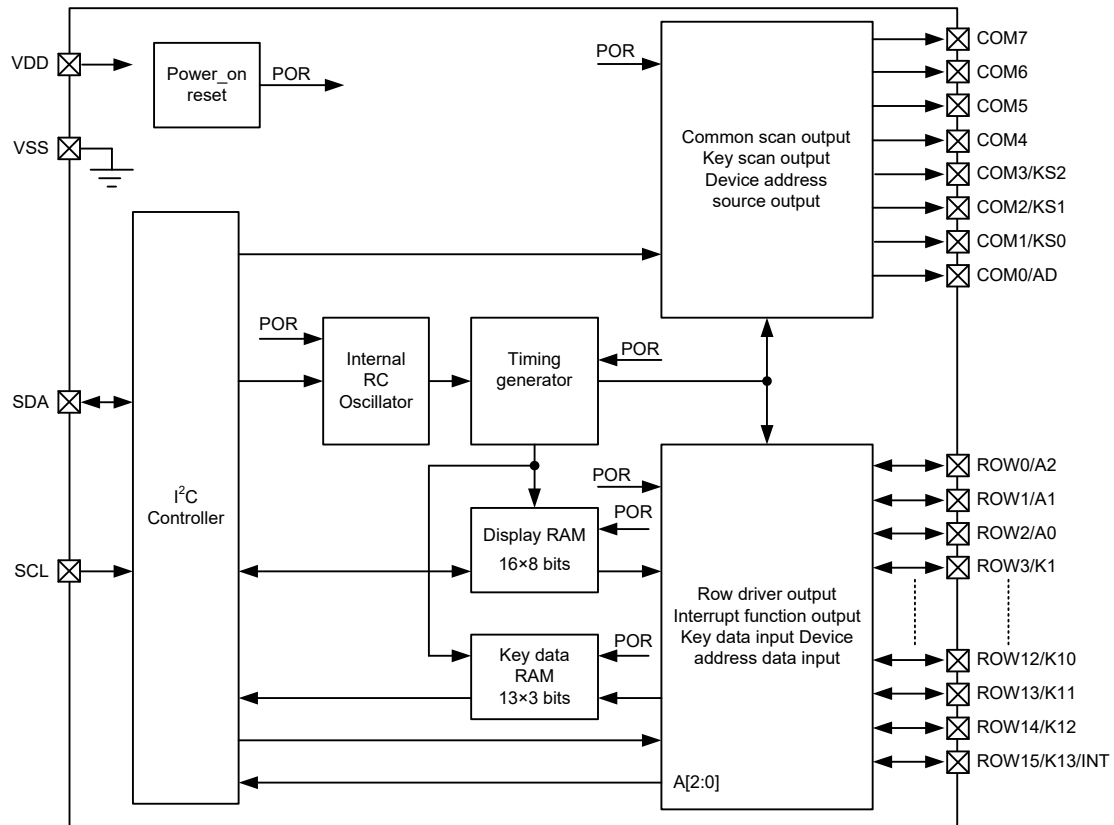 VDD
VSS
SDA
SCL
Power_on
reset
POR
POR
Common scan output
Key scan output
Device address
source output
COM7
COM6
COM5
COM4
COM3/KS2
COM2/KS1
COM1/KS0
COM0/AD
I²C
Controller
POR
Internal
RC
Oscillator
Timing
generator
POR
POR
Display RAM
16×8 bits
POR
Key data
RAM
13×3 bits
POR
Row driver output
Interrupt function output
Key data input Device
address data input
A[2:0]
ROW0/A2
ROW1/A1
ROW2/A0
ROW3/K1
ROW12/K10
ROW13/K11
ROW14/K12
ROW15/K13/INT